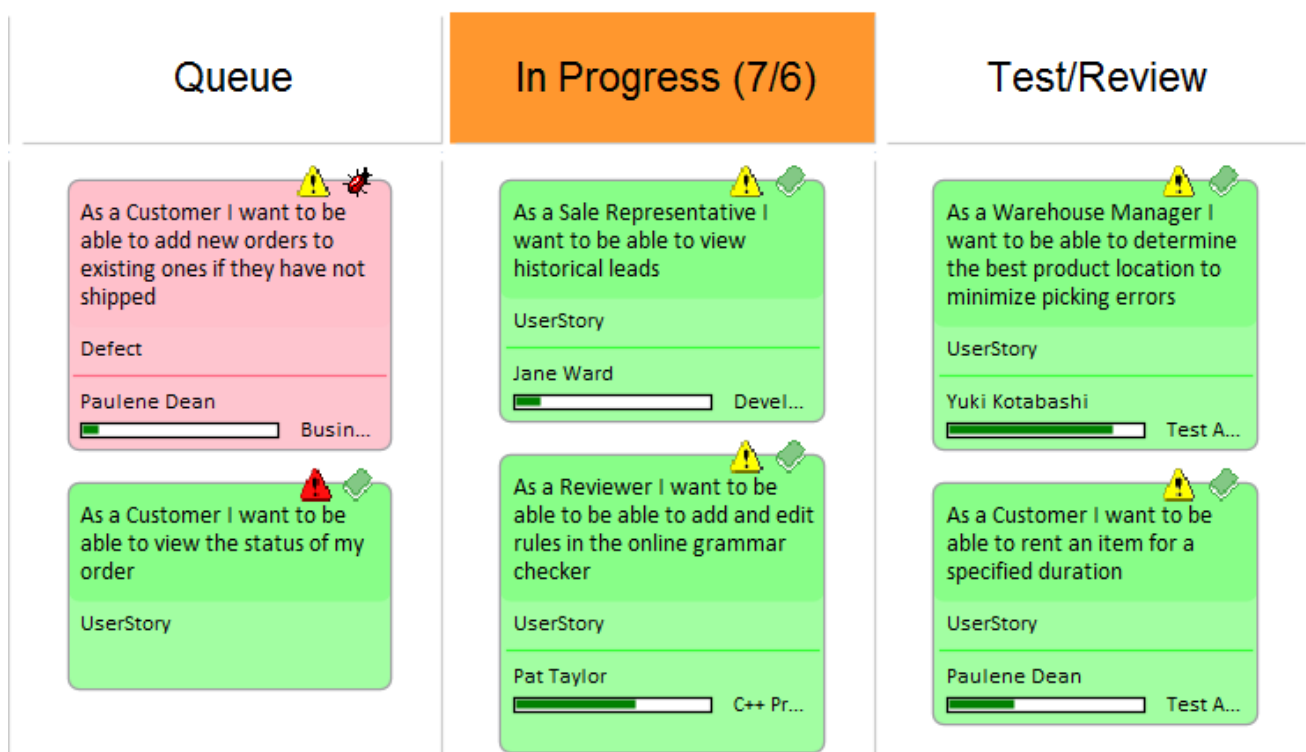 Queue
In Progress (7/6)
Test/Review
As a Customer I want to be
able to add new orders to
existing ones if they have not
shipped
Defect
Paulene Dean
Busin...
As a Customer I want to be
able to view the status of my
order
UserStory
As a Sale Representative I
want to be able to view
historical leads
UserStory
Jane Ward
Devel...
As a Reviewer I want to be
able to be able to add and edit
rules in the online grammar
checker
UserStory
Pat Taylor
C++ Pr...
As a Warehouse Manager I
want to be able to determine
the best product location to
minimize picking errors
UserStory
Yuki Kotabashi
Test A...
As a Customer I want to be
able to rent an item for a
specified duration
UserStory
Paulene Dean
Test A...